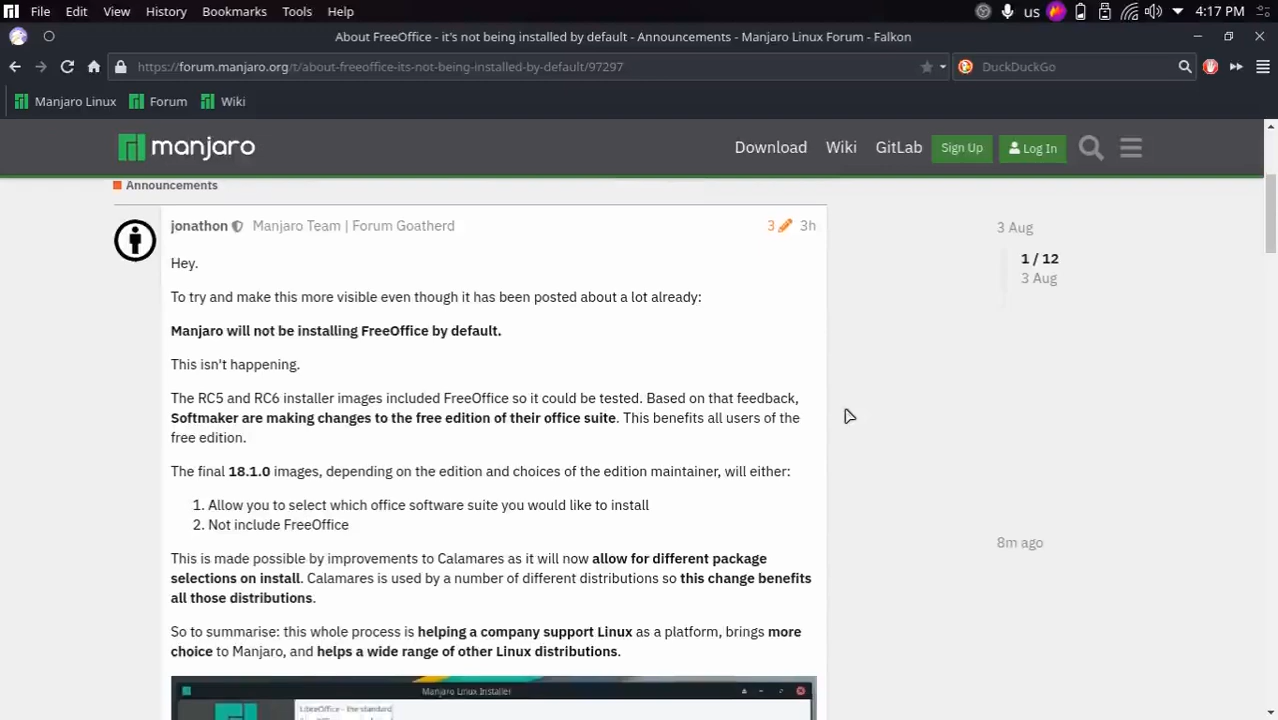 File Edit View History Bookmarks Tools Help us 4:17 PM
About FreeOffice - it's not being installed by default - Announcements - Manjaro Linux Forum - Falkon
https://forum.manjaro.org/t/about-freeoffice-its-not-being-installed-by-default/97297 DuckDuckGo
Manjaro Linux Forum Wiki
manjaro Download Wiki GitLab Sign Up Log In
Announcements
jonathon Manjaro Team | Forum Goatherd 3 3h
3 Aug
1 / 12
3 Aug
8m ago
Hey.
To try and make this more visible even though it has been posted about a lot already:
Manjaro will not be installing FreeOffice by default.
This isn't happening.
The RC5 and RC6 installer images included FreeOffice so it could be tested. Based on that feedback,
Softmaker are making changes to the free edition of their office suite. This benefits all users of the
free edition.
The final 18.1.0 images, depending on the edition and choices of the edition maintainer, will either:
1. Allow you to select which office software suite you would like to install
2. Not include FreeOffice
This is made possible by improvements to Calamares as it will now allow for different package
selections on install. Calamares is used by a number of different distributions so this change benefits
all those distributions.
So to summarise: this whole process is helping a company support Linux as a platform, brings more
choice to Manjaro, and helps a wide range of other Linux distributions.
Manjaro Linux Installer
LibreOffice - the standard